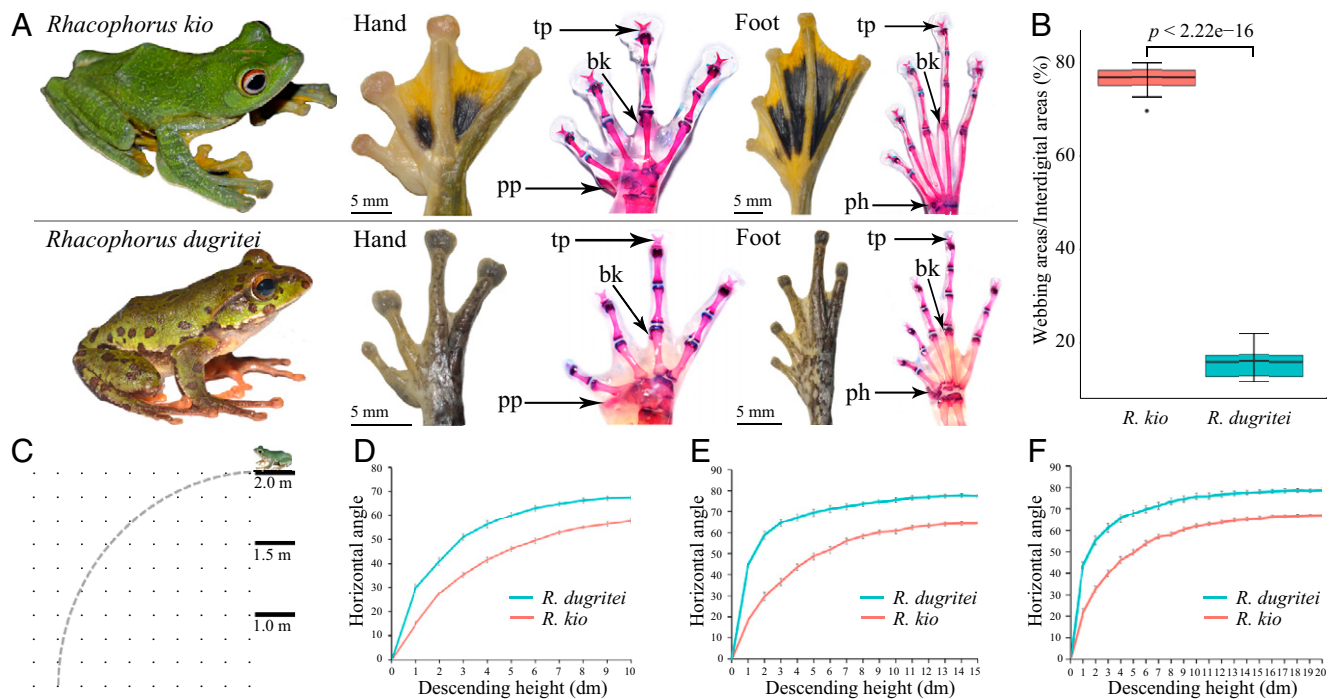 A
Rhacophorus kio
Hand
tp
bk
pp
5 mm
Foot
tp
bk
ph
5 mm
Rhacophorus dugritei
Hand
tp
bk
pp
5 mm
Foot
tp
bk
ph
5 mm
B
p < 2.22e−16
Webbing areas/Interdigital areas (%)
80
60
40
20
R. kio
R. dugritei
C
2.0 m
1.5 m
1.0 m
D
Horizontal angle
80
70
60
50
40
30
20
10
0
R. dugritei
R. kio
0 1 2 3 4 5 6 7 8 9 10
Descending height (dm)
E
Horizontal angle
90
80
70
60
50
40
30
20
10
0
R. dugritei
R. kio
0 1 2 3 4 5 6 7 8 9 10 11 12 13 14 15
Descending height (dm)
F
Horizontal angle
90
80
70
60
50
40
30
20
10
0
R. dugritei
R. kio
0 1 2 3 4 5 6 7 8 9 10 11 12 13 14 15 16 17 18 19 20
Descending height (dm)